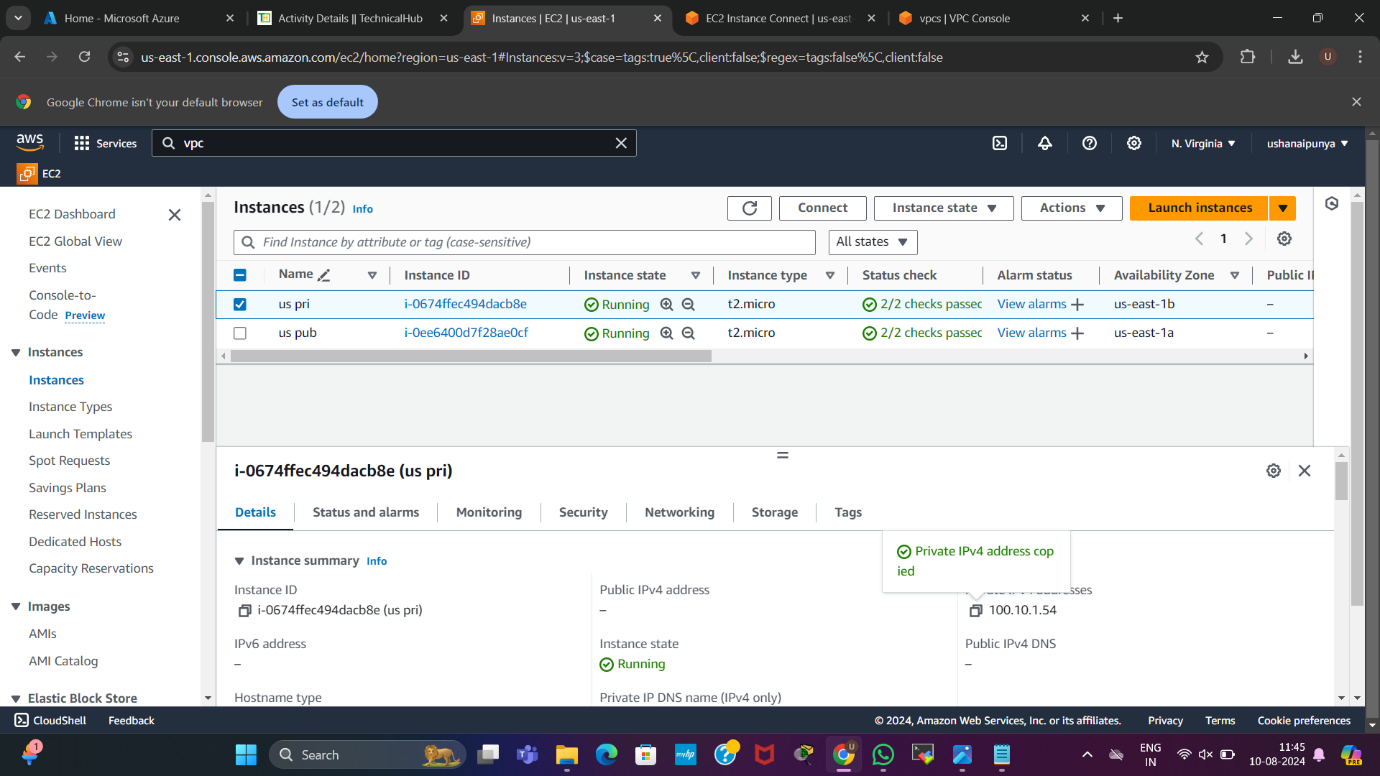 Home - Microsoft Azure
Activity Details || TechnicalHub
Instances | EC2 | us-east-1
EC2 Instance Connect | us-east-
vpcs | VPC Console
us-east-1.console.aws.amazon.com/ec2/home?region=us-east-1#Instances:v=3;$case=tags:true%5C,client:false;$regex=tags:false%5C,client:false
U
Google Chrome isn't your default browser
Set as default
aws
Services
vpc
N. Virginia
ushanaipunya
EC2
EC2 Dashboard
EC2 Global View
Events
Console-to-
Code Preview
Instances
Instances
Instance Types
Launch Templates
Spot Requests
Savings Plans
Reserved Instances
Dedicated Hosts
Capacity Reservations
Images
AMIs
AMI Catalog
Elastic Block Store
Instances (1/2) Info
Connect
Instance state
Actions
Launch instances
Find Instance by attribute or tag (case-sensitive)
All states
1
Name Instance ID Instance state Instance type Status check Alarm status Availability Zone Public
us pri i-0674ffec494dacb8e Running t2.micro 2/2 checks passec View alarms us-east-1b –
us pub i-0ee6400d7f28ae0cf Running t2.micro 2/2 checks passec View alarms us-east-1a –
i-0674ffec494dacb8e (us pri)
Details Security Status and alarms Monitoring Networking Storage Tags
Instance summary Info
Private IPv4 address cop
ied
Instance ID
i-0674ffec494dacb8e (us pri)
Public IPv4 address
–
100.10.1.54
IPv6 address
–
Instance state
Running
Public IPv4 DNS
–
Hostname type
Private IP DNS name (IPv4 only)
CloudShell
Feedback
© 2024, Amazon Web Services, Inc. or its affiliates.
Privacy
Terms
Cookie preferences
1
Search
myhp
U
ENG
IN
11:45
10-08-2024
PRE